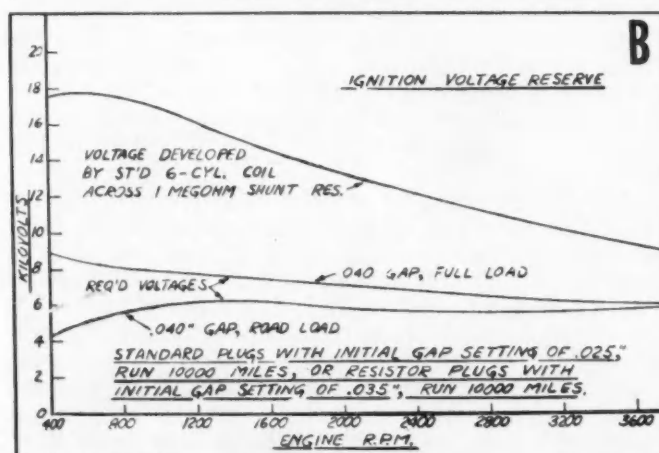 B
IGNITION VOLTAGE RESERVE
20
18
16
14
12
10
8
6
4
2
0
KILOVOLTS
VOLTAGE DEVELOPED
BY ST'D 6-CYL. COIL
ACROSS 1 MEGOHM SHUNT RES.
.040 GAP, FULL LOAD
REQ'D VOLTAGES
.040" GAP, ROAD LOAD
STANDARD PLUGS WITH INITIAL GAP SETTING OF .025,"
RUN 10000 MILES, OR RESISTOR PLUGS WITH
INITIAL GAP SETTING OF .035", RUN 10000 MILES.
400 800 1200 1600 2000 2400 2800 3200 3600
ENGINE R.P.M.